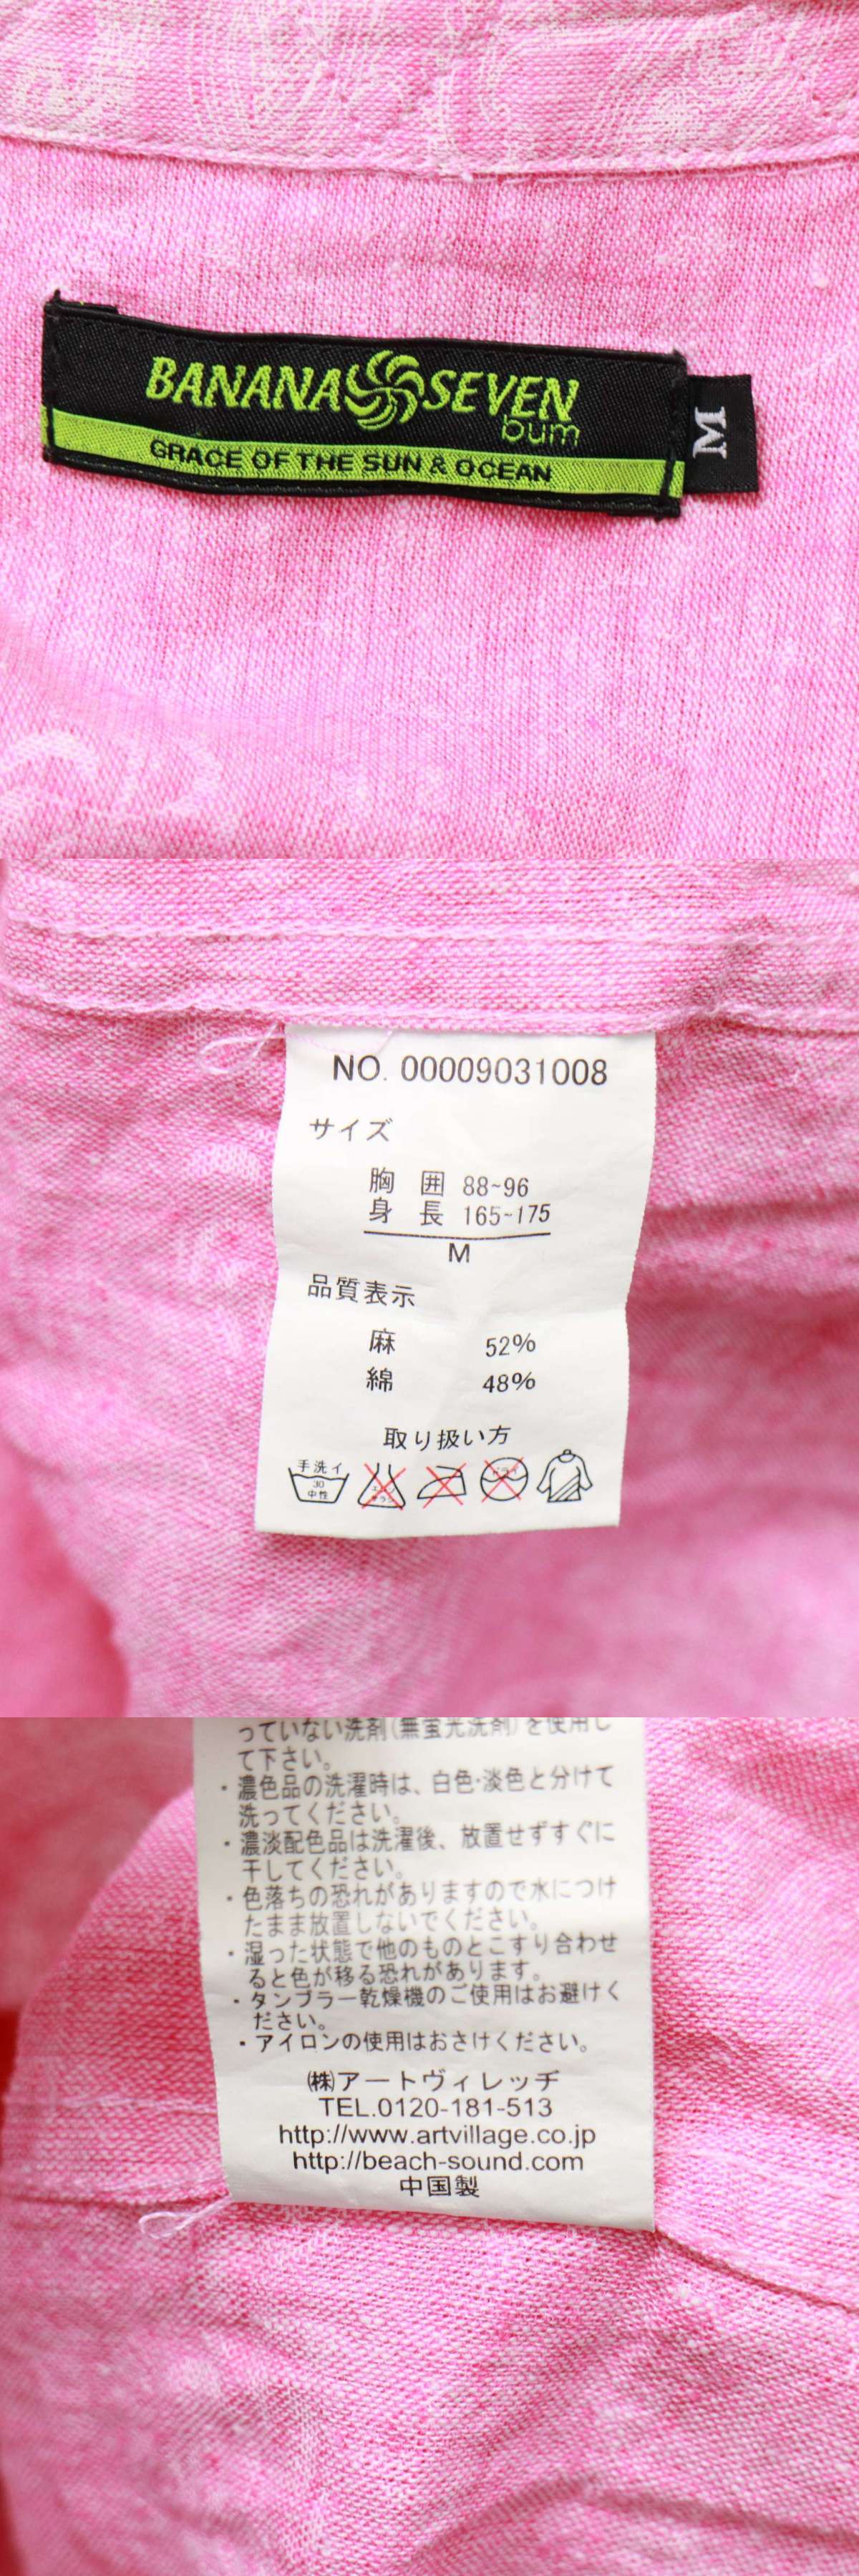 BANANA SEVEN
bum
GRACE OF THE SUN & OCEAN
M
NO. 00009031008
サイズ
胸 囲 88~96
身 長 165~175
M
品質表示
麻 52%
綿 48%
取り扱い方
手洗イ
30
中性
ドライ
っていない洗剤(無蛍光洗剤)を使用し
て下さい。
・濃色品の洗濯時は、白色・淡色と分けて
洗ってください。
・濃淡配色品は洗濯後、放置せずすぐに
干してください。
・色落ちの恐れがありますので水につけ
たまま放置しないでください。
・湿った状態で他のものとこすり合わせ
ると色が移る恐れがあります。
・タンブラー乾燥機のご使用はお避けく
ださい。
・アイロンの使用はおさけください。
㈱アートヴィレッヂ
TEL.0120-181-513
http://www.artvillage.co.jp
http://beach-sound.com
中国製